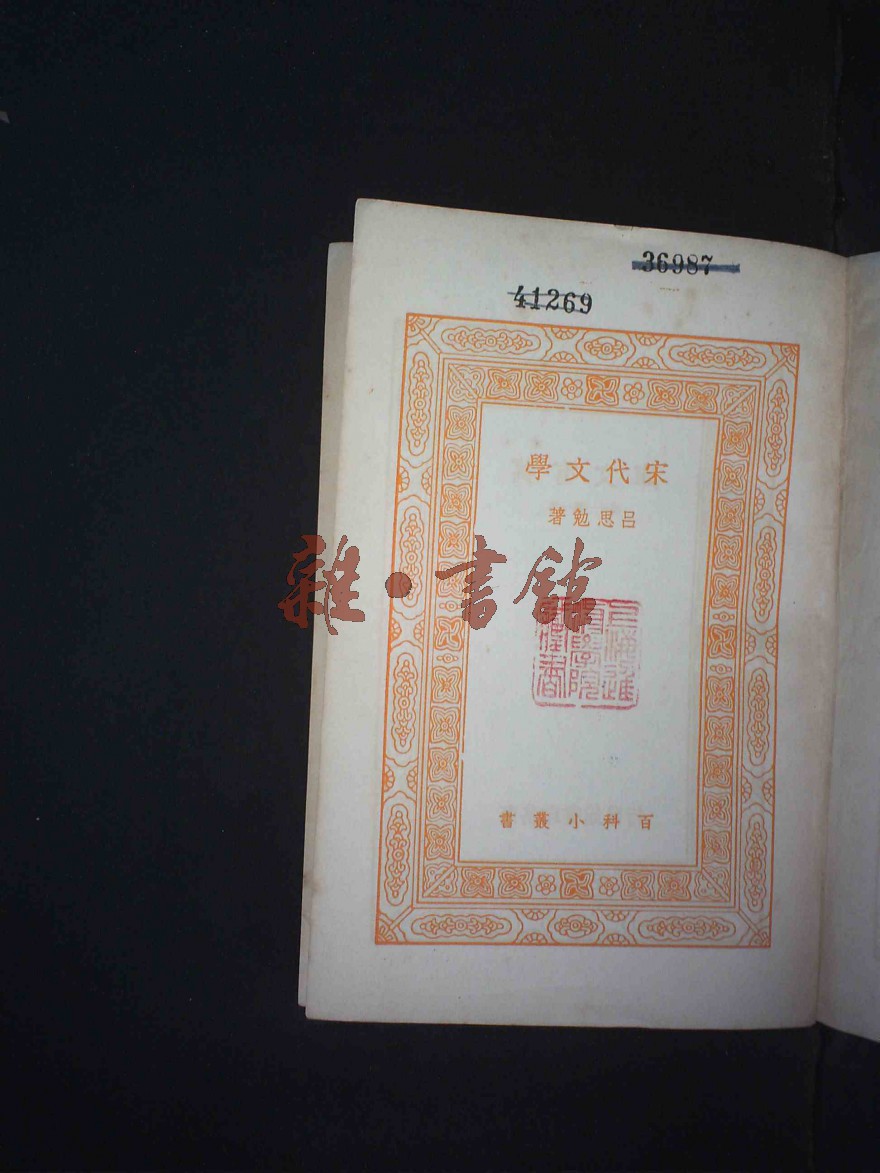 36987
41269
宋代文學
呂思勉著
雜·書館
百科小叢書